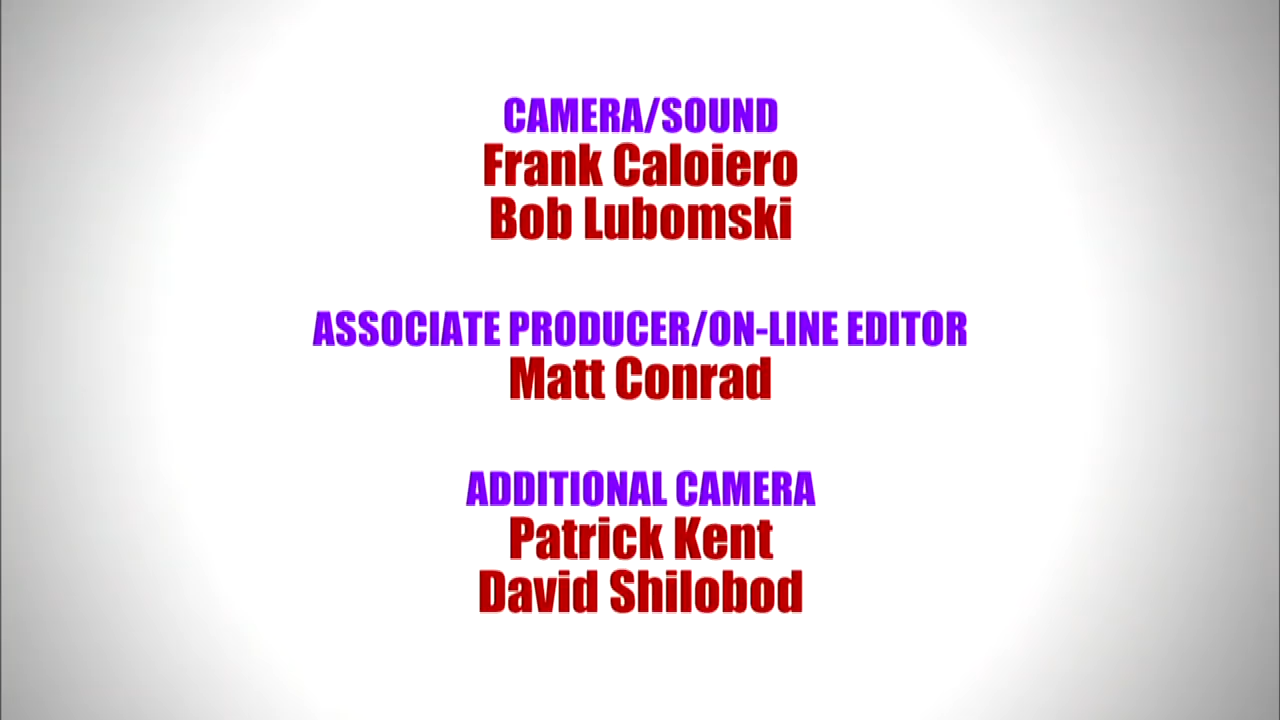 CAMERA/SOUND
Frank Caloiero
Bob Lubomski
ASSOCIATE PRODUCER/ON-LINE EDITOR
Matt Conrad
ADDITIONAL CAMERA
Patrick Kent
David Shilobod